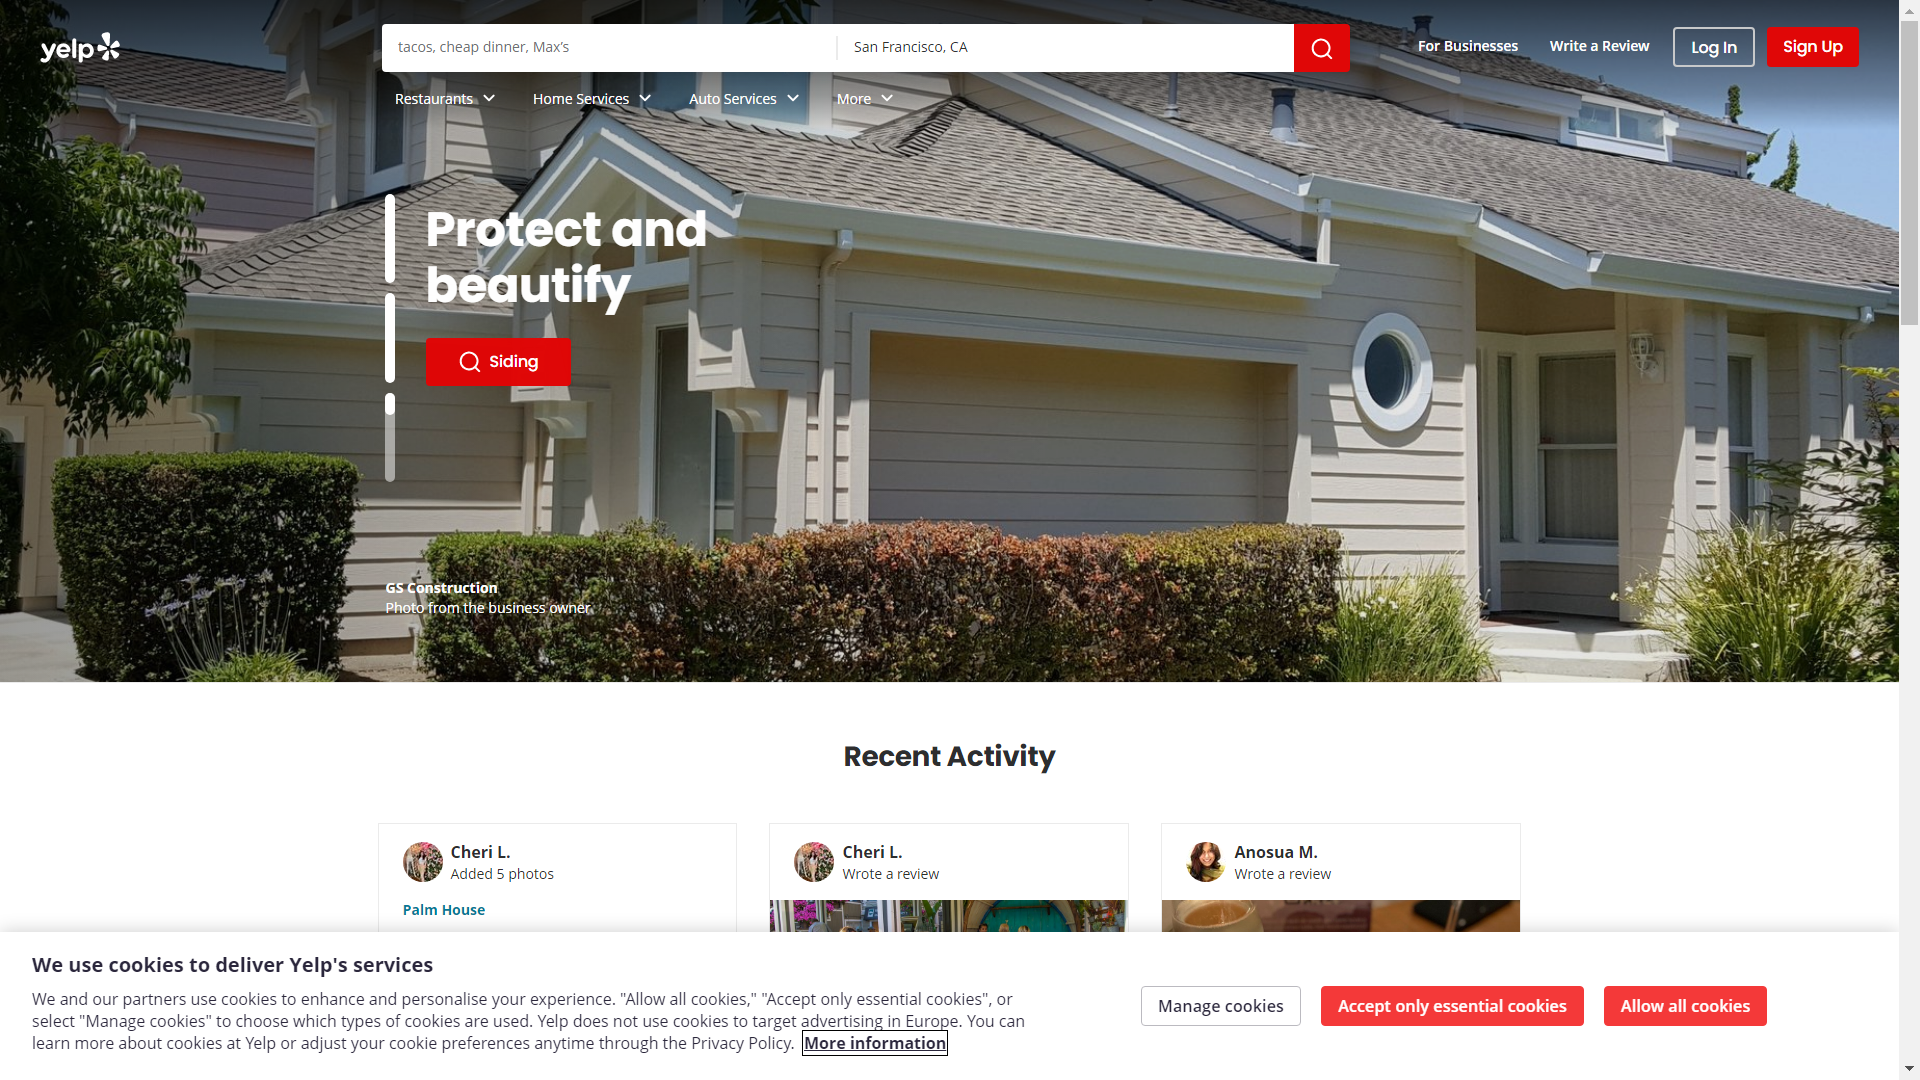 yelp
tacos, cheap dinner, Max's
San Francisco, CA
For Businesses
Write a Review
Log In
Sign Up
Restaurants
Home Services
Auto Services
More
Protect and
beautify
Siding
GS Construction
Photo from the business owner
Recent Activity
Cheri L.
Added 5 photos
Palm House
Cheri L.
Wrote a review
Anosua M.
Wrote a review
We use cookies to deliver Yelp's services
We and our partners use cookies to enhance and personalise your experience. "Allow all cookies," "Accept only essential cookies", or
select "Manage cookies" to choose which types of cookies are used. Yelp does not use cookies to target advertising in Europe. You can
learn more about cookies at Yelp or adjust your cookie preferences anytime through the Privacy Policy. More information
Manage cookies
Accept only essential cookies
Allow all cookies